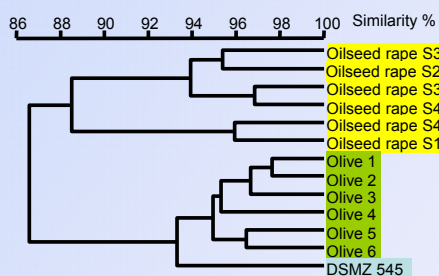 86 88 90 92 94 96 98 100 Similarity %
Oilseed rape S3
Oilseed rape S2
Oilseed rape S3
Oilseed rape S4
Oilseed rape S4
Oilseed rape S1
Olive 1
Olive 2
Olive 3
Olive 4
Olive 5
Olive 6
DSMZ 545